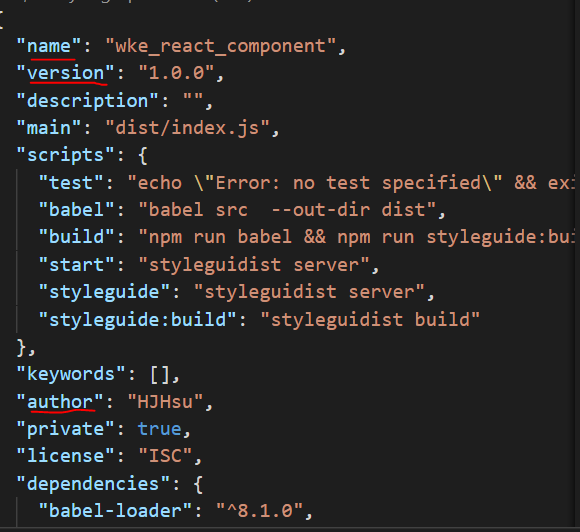 {
"name": "wke_react_component",
"version": "1.0.0",
"description": "",
"main": "dist/index.js",
"scripts": {
"test": "echo \"Error: no test specified\" && exi
"babel": "babel src  --out-dir dist",
"build": "npm run babel && npm run styleguide:bui
"start": "styleguidist server",
"styleguide": "styleguidist server",
"styleguide:build": "styleguidist build"
},
"keywords": [],
"author": "HJHsu",
"private": true,
"license": "ISC",
"dependencies": {
"babel-loader": "^8.1.0",